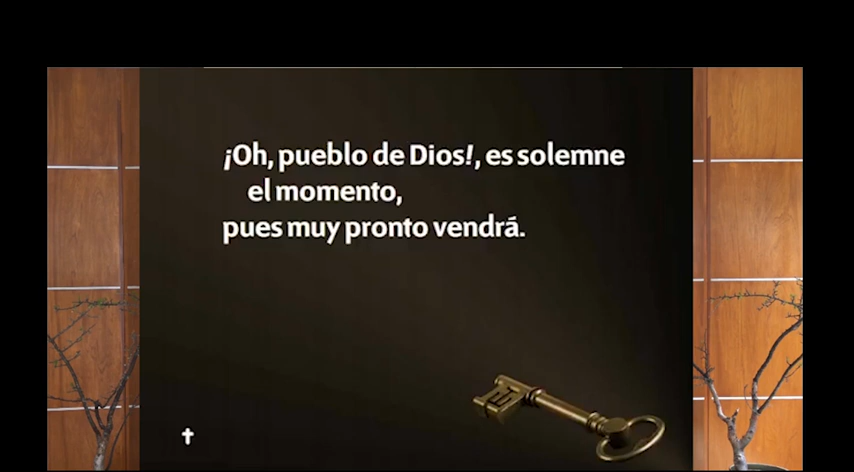 ¡Oh, pueblo de Dios!, es solemne
el momento,
pues muy pronto vendrá.